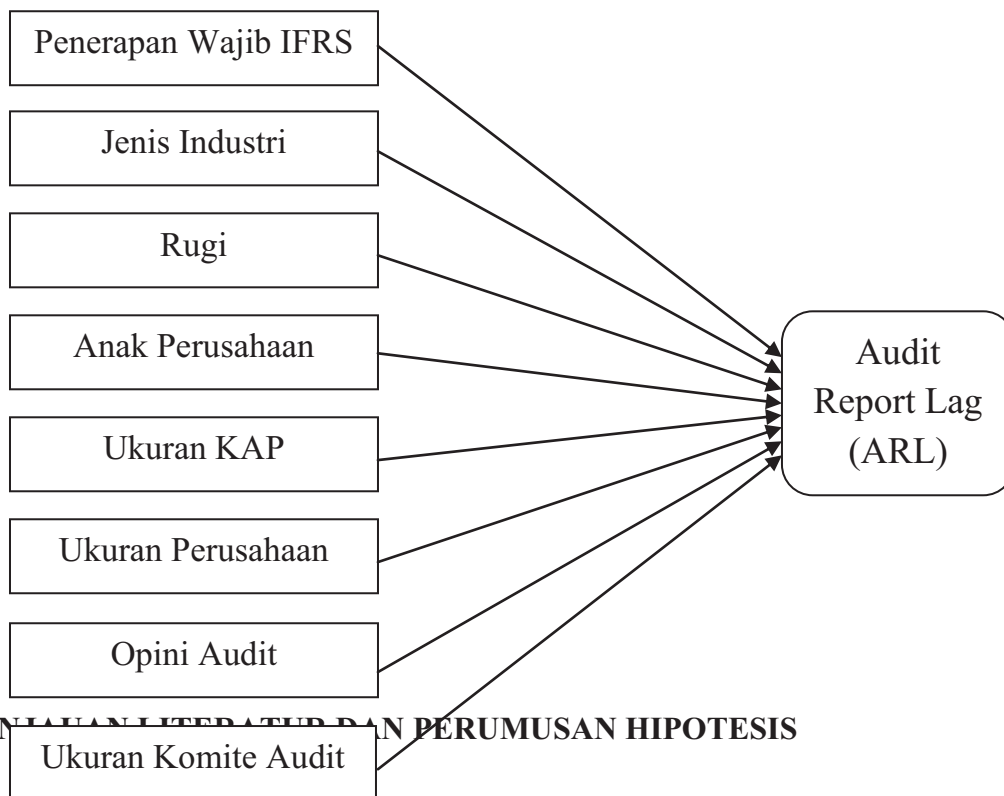 Penerapan Wajib IFRS
Jenis Industri
Rugi
Anak Perusahaan
Ukuran KAP
Ukuran Perusahaan
Opini Audit
Ukuran Komite Audit
Audit
Report Lag
(ARL)
PERUMUSAN HIPOTESIS